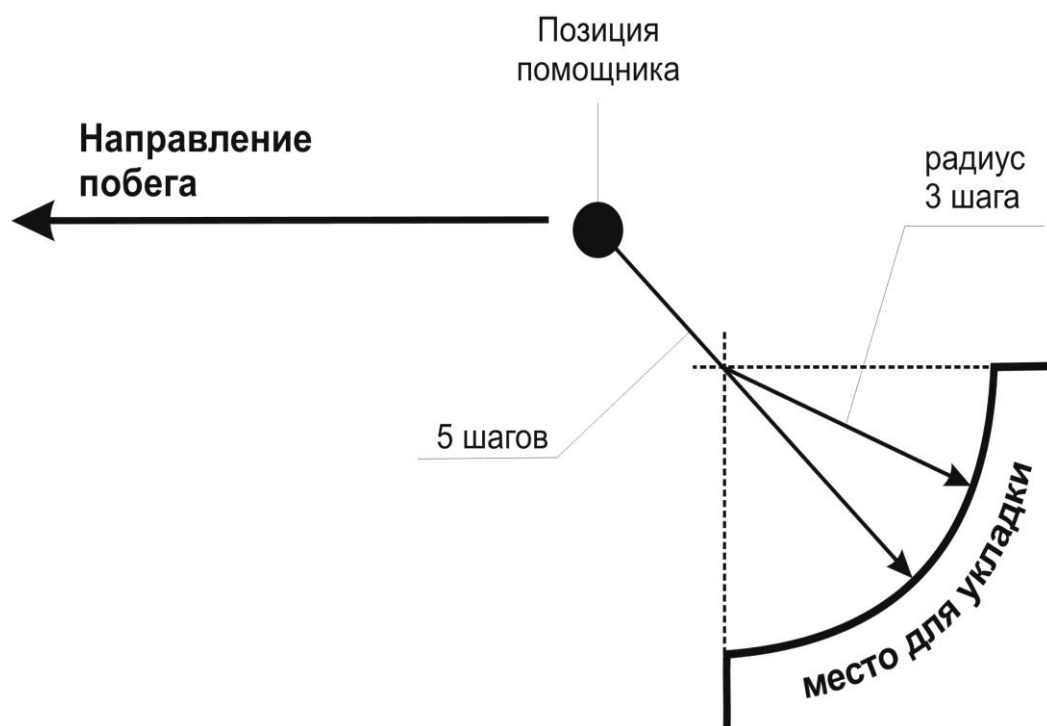 Позиция
помощника
Направление
побега
радиус
3 шага
5 шагов
место для укладки